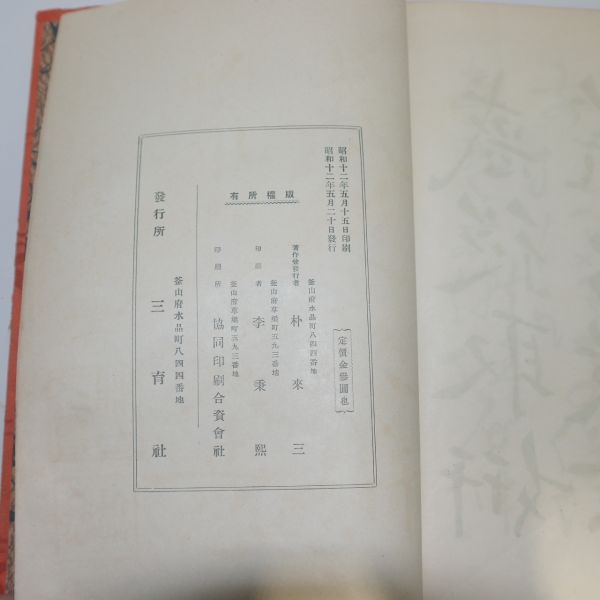 昭和十二年五月十五日印刷
昭和十二年五月二十日發行
定價金參圓也
版權所有
釜山府水晶町八四四番地
著作兼發行者 朴來三
釜山府草梁町五九三番地
印刷者 李秉熙
釜山府草梁町五九三番地
印刷所 協同印刷合資會社
釜山府水晶町八四四番地
發行所 三育社